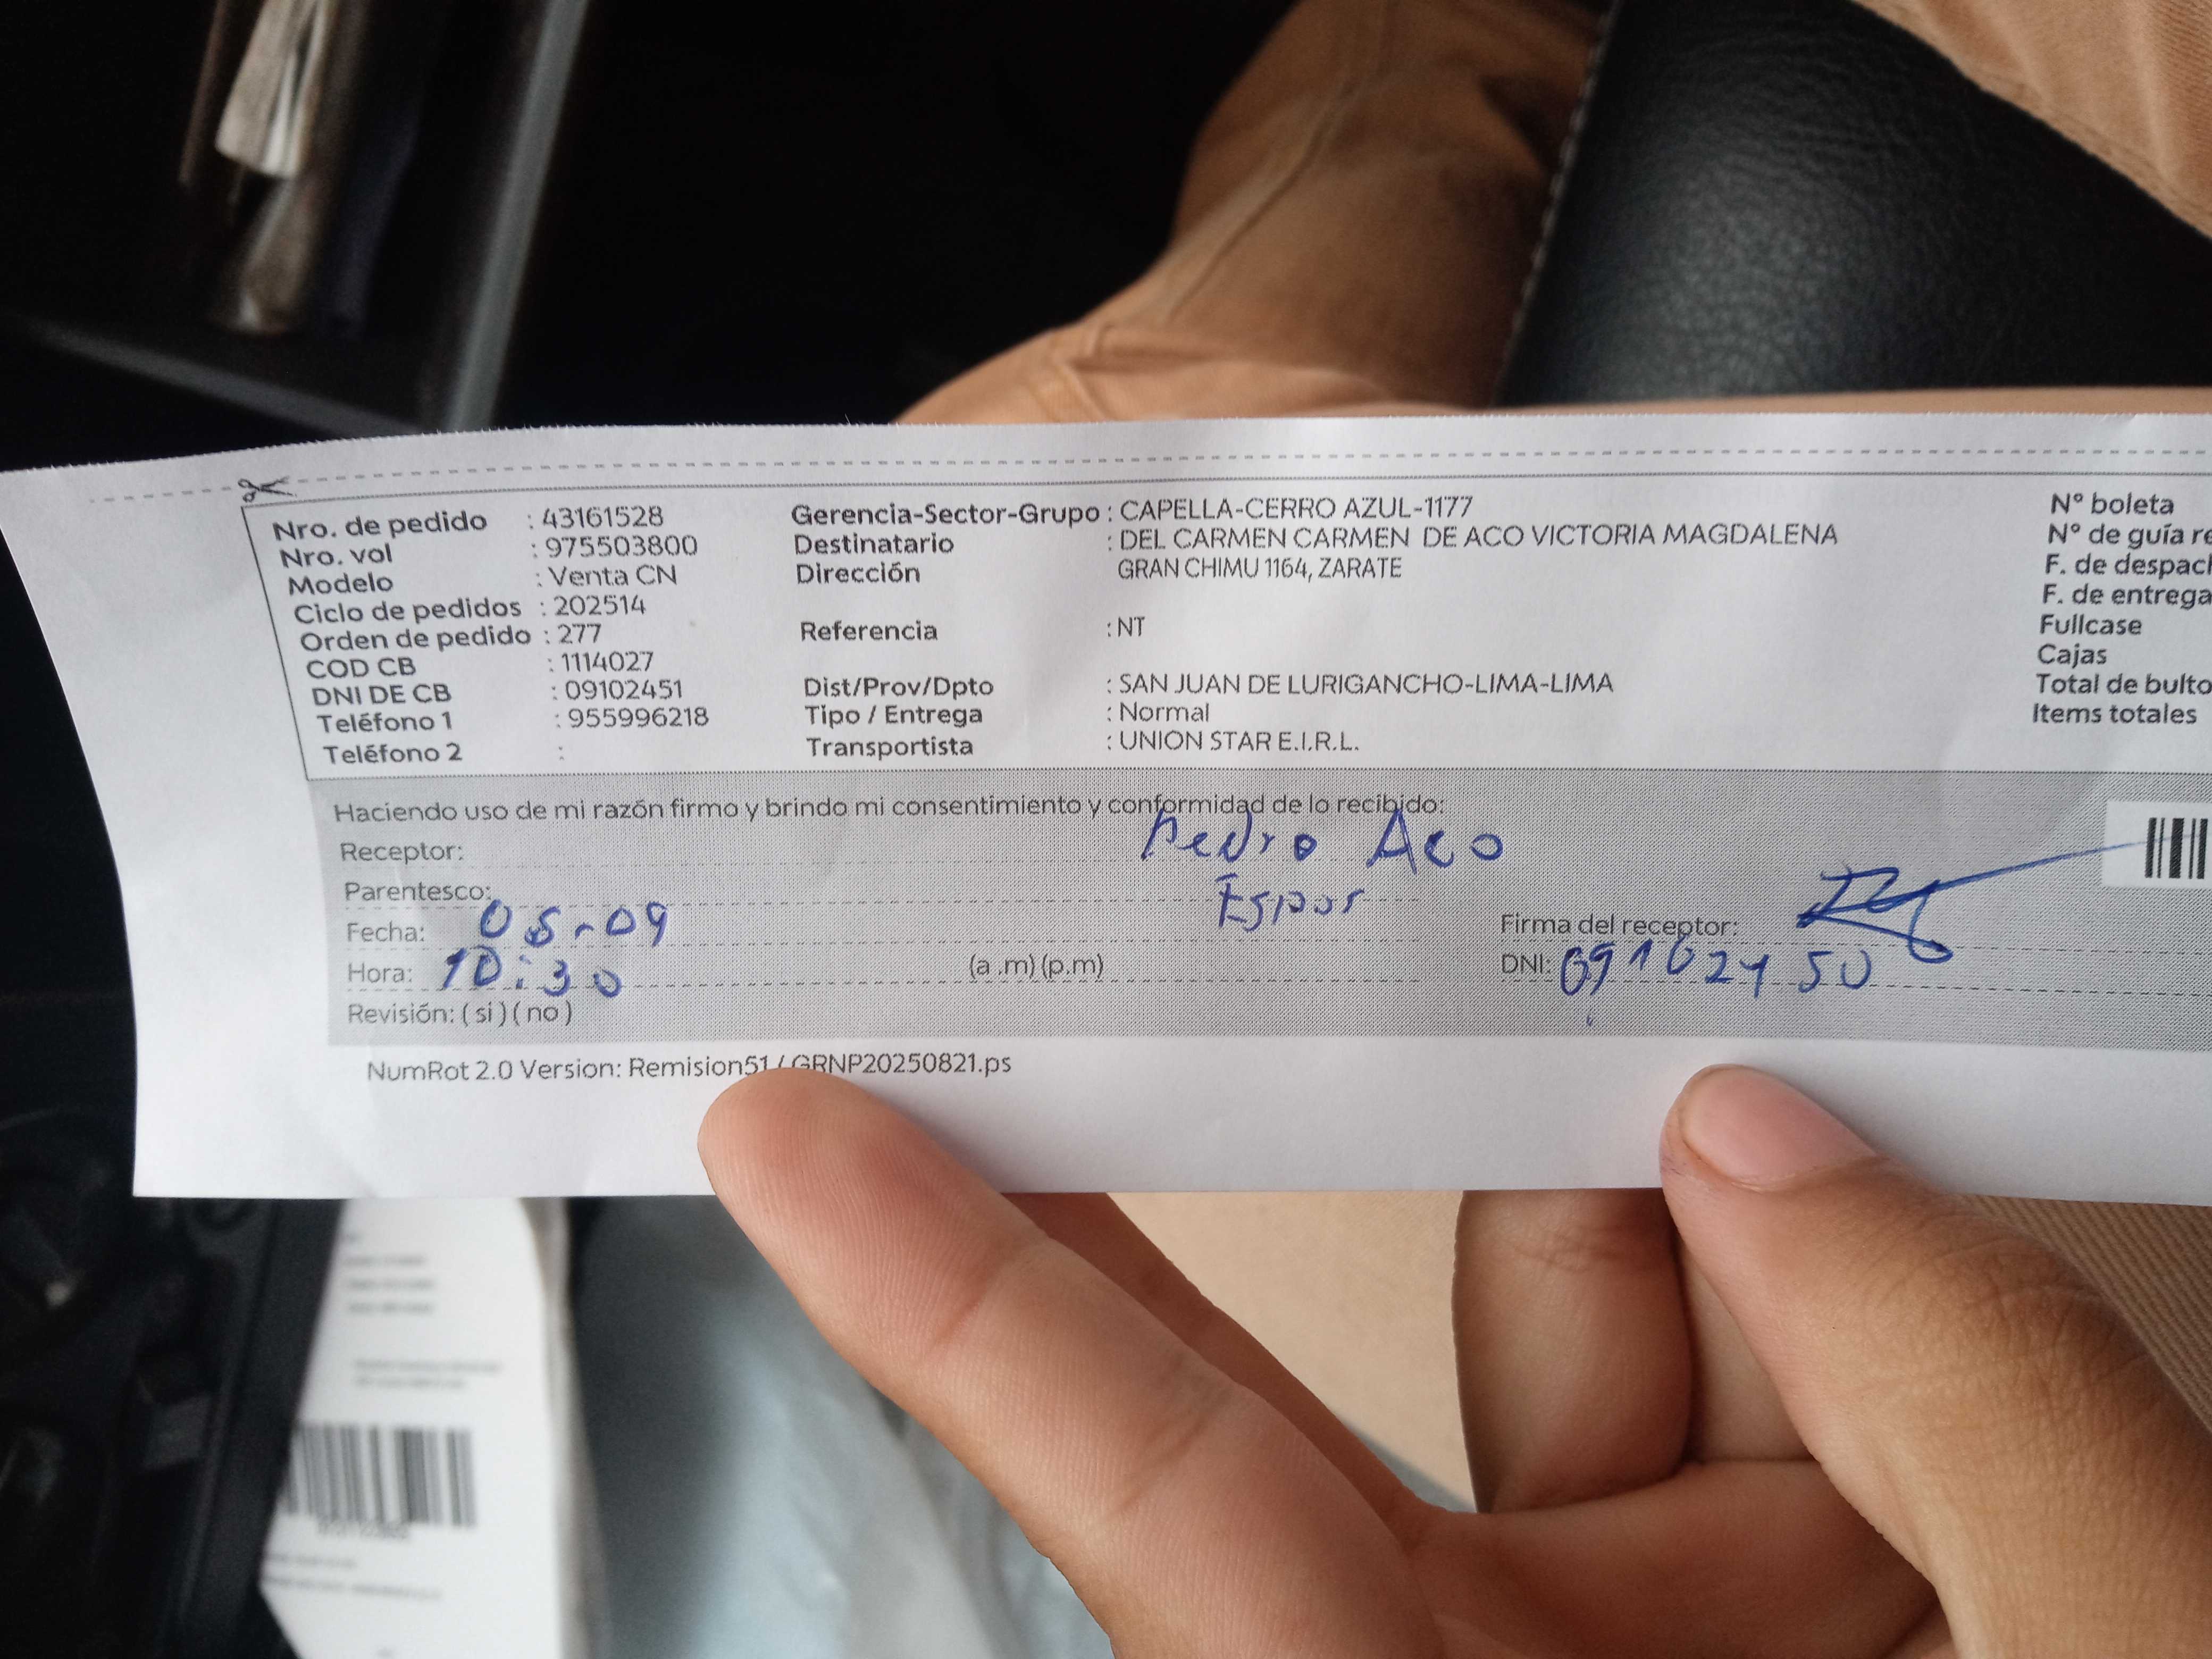 Nro. de pedido : 43161528
Nro. vol : 975503800
Modelo : Venta CN
Ciclo de pedidos : 202514
Orden de pedido : 277
COD CB : 1114027
DNI DE CB : 09102451
Teléfono 1 : 955996218
Teléfono 2 :
Gerencia-Sector-Grupo : CAPELLA-CERRO AZUL-1177
Destinatario : DEL CARMEN CARMEN DE ACO VICTORIA MAGDALENA
Dirección GRAN CHIMU 1164, ZARATE
Referencia : NT
Dist/Prov/Dpto : SAN JUAN DE LURIGANCHO-LIMA-LIMA
Tipo / Entrega : Normal
Transportista : UNION STAR E.I.R.L.
N° boleta
N° de guía re
F. de despach
F. de entrega
Fullcase
Cajas
Total de bulto
Items totales
Haciendo uso de mi razón firmo y brindo mi consentimiento y conformidad de lo recibido:
Receptor: Pedro Aco
Parentesco: Espos
Fecha: 05-09
Firma del receptor:
Hora: 10:30 (a .m) (p.m)
DNI: 09102450
Revisión: ( si ) ( no )
NumRot 2.0 Version: Remision51 / GRNP20250821.ps